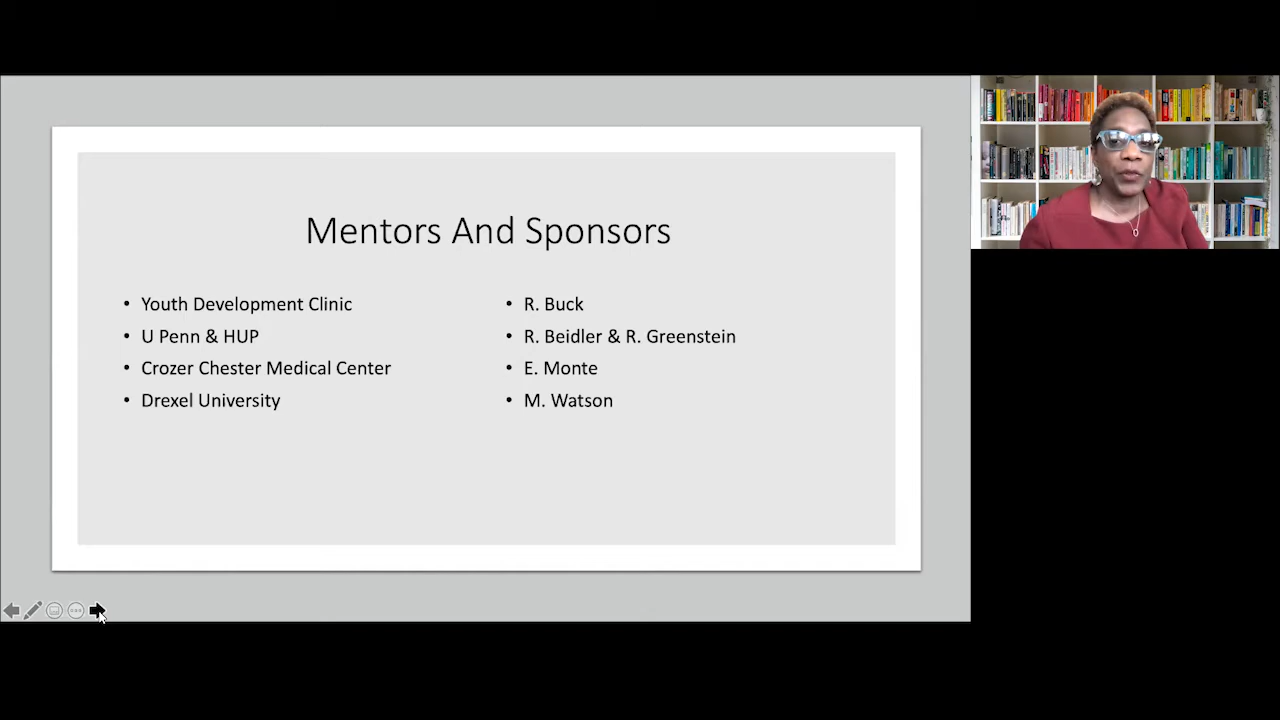 Mentors And Sponsors
• Youth Development Clinic
• U Penn & HUP
• Crozer Chester Medical Center
• Drexel University
• R. Buck
• R. Beidler & R. Greenstein
• E. Monte
• M. Watson